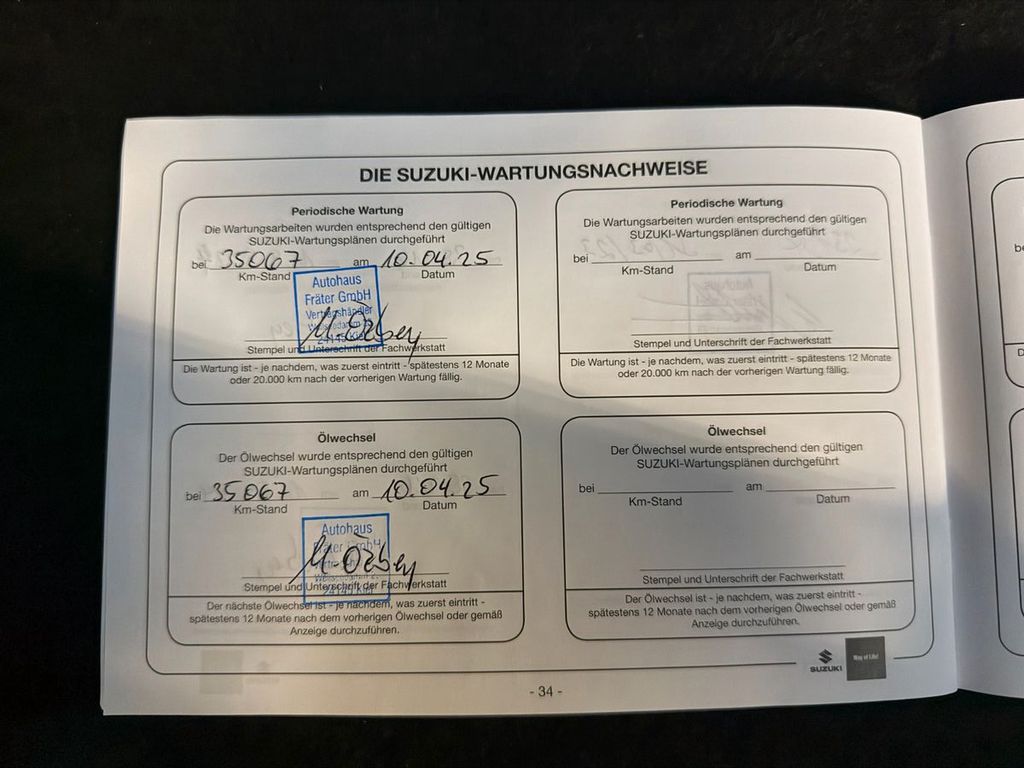 DIE SUZUKI-WARTUNGSNACHWEISE
Periodische Wartung
Die Wartungsarbeiten wurden entsprechend den gültigen
SUZUKI-Wartungsplänen durchgeführt
bei 35067 am 10.04.25
Km-Stand Datum
Autohaus
Fräter GmbH
Vertragshändler
Stempel und Unterschrift der Fachwerkstatt
Die Wartung ist - je nachdem, was zuerst eintritt - spätestens 12 Monate
oder 20.000 km nach der vorherigen Wartung fällig.
Periodische Wartung
Die Wartungsarbeiten wurden entsprechend den gültigen
SUZUKI-Wartungsplänen durchgeführt
bei am
Km-Stand Datum
Stempel und Unterschrift der Fachwerkstatt
Die Wartung ist - je nachdem, was zuerst eintritt - spätestens 12 Monate
oder 20.000 km nach der vorherigen Wartung fällig.
Ölwechsel
Der Ölwechsel wurde entsprechend den gültigen
SUZUKI-Wartungsplänen durchgeführt
bei 35067 am 10.04.25
Km-Stand Datum
Autohaus
Fräter GmbH
Stempel und Unterschrift der Fachwerkstatt
Der nächste Ölwechsel ist - je nachdem, was zuerst eintritt -
spätestens 12 Monate nach dem vorherigen Ölwechsel oder gemäß
Anzeige durchzuführen.
Ölwechsel
Der Ölwechsel wurde entsprechend den gültigen
SUZUKI-Wartungsplänen durchgeführt
bei am
Km-Stand Datum
Stempel und Unterschrift der Fachwerkstatt
Der Ölwechsel ist - je nachdem, was zuerst eintritt -
spätestens 12 Monate nach dem vorherigen Ölwechsel oder gemäß
Anzeige durchzuführen.
SUZUKI
Way of Life!
- 34 -